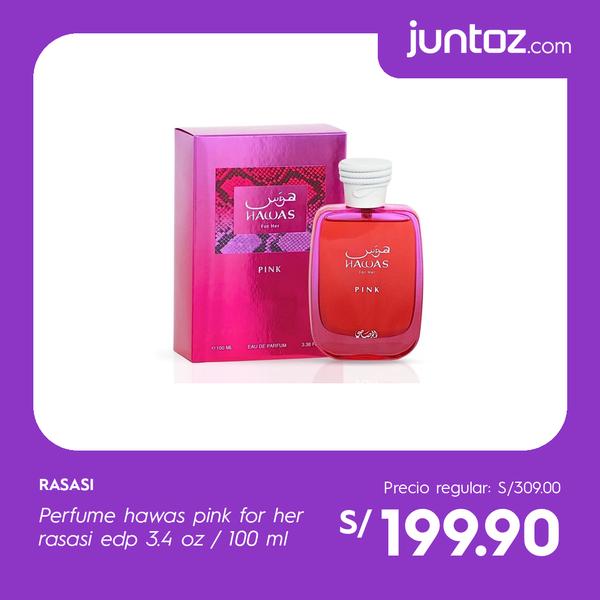 juntoz.com
هوس
HAWAS
For Her
PINK
100 ML
EAU DE PARFUM
هوس
HAWAS
For Her
PINK
الرصاصي
RASASI
Perfume hawas pink for her
rasasi edp 3.4 oz / 100 ml
Precio regular: S/309.00
S/199.90